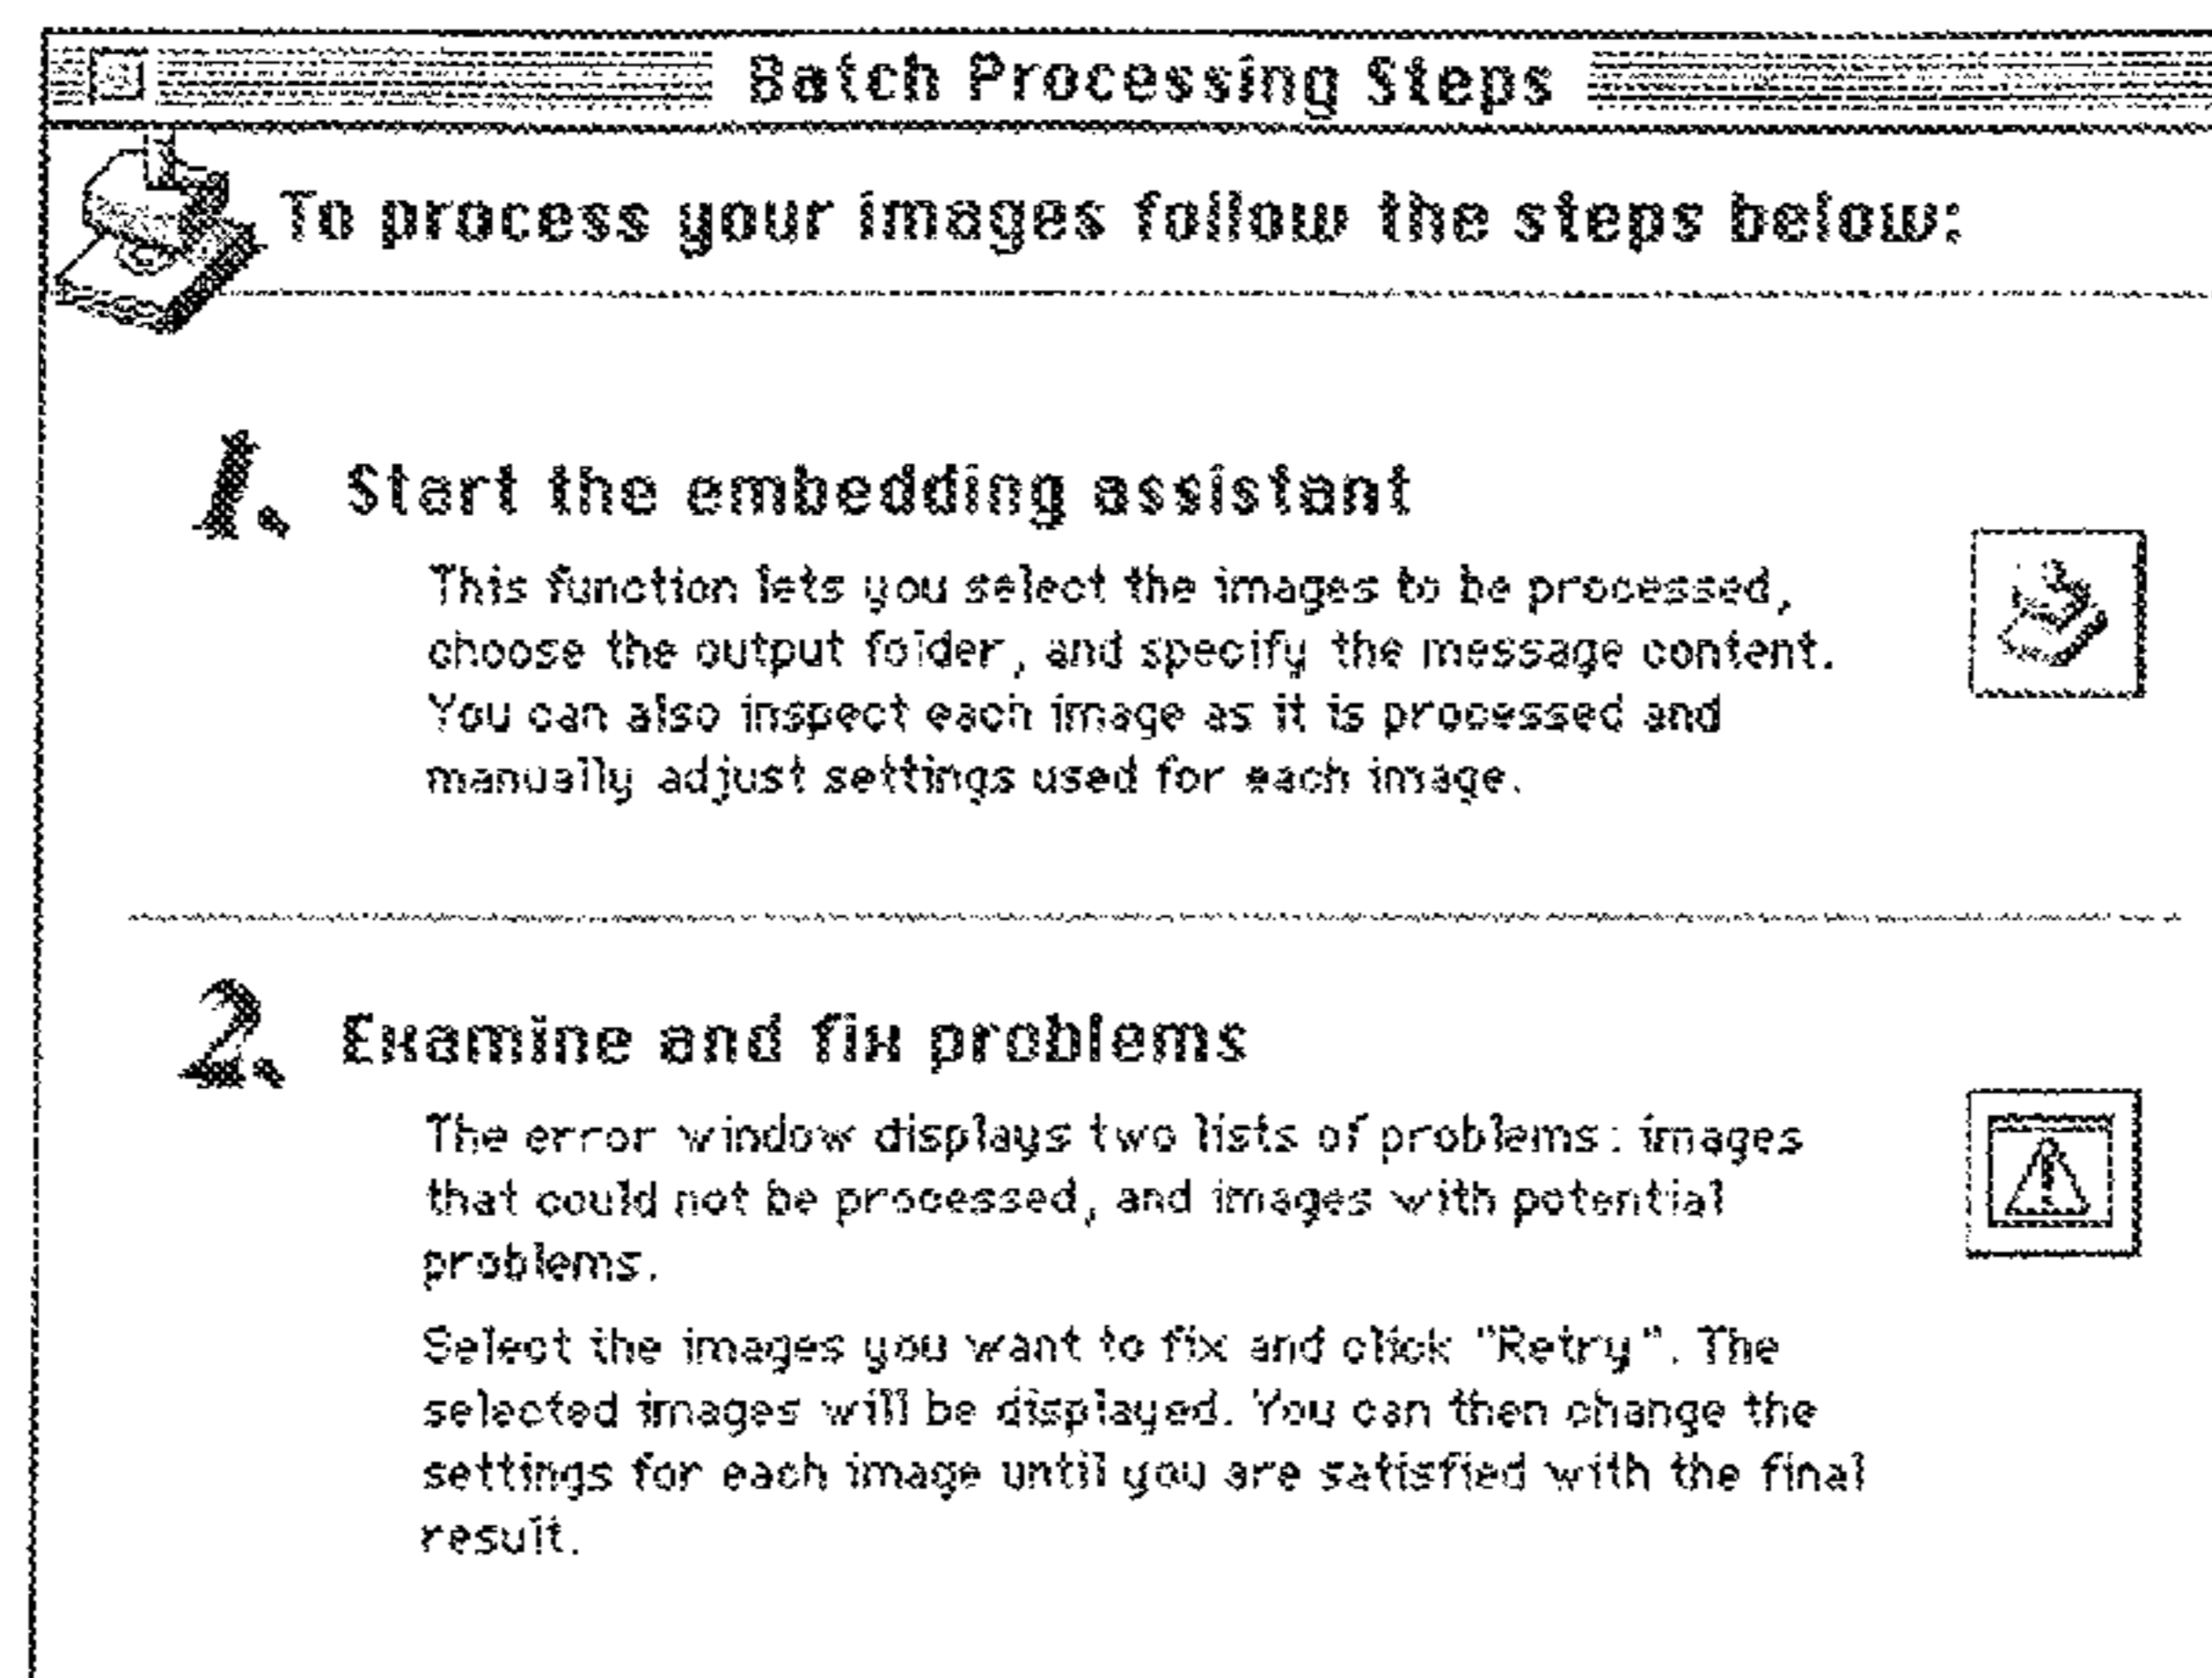 Batch Processing Steps
To process your images follow the steps below:
1. Start the embedding assistant
This function lets you select the images to be processed,
choose the output folder, and specify the message content.
You can also inspect each image as it is processed and
manually adjust settings used for each image.
2. Examine and fix problems
The error window displays two lists of problems: images
that could not be processed, and images with potential
problems.
Select the images you want to fix and click "Retry". The
selected images will be displayed. You can then change the
settings for each image until you are satisfied with the final
result.